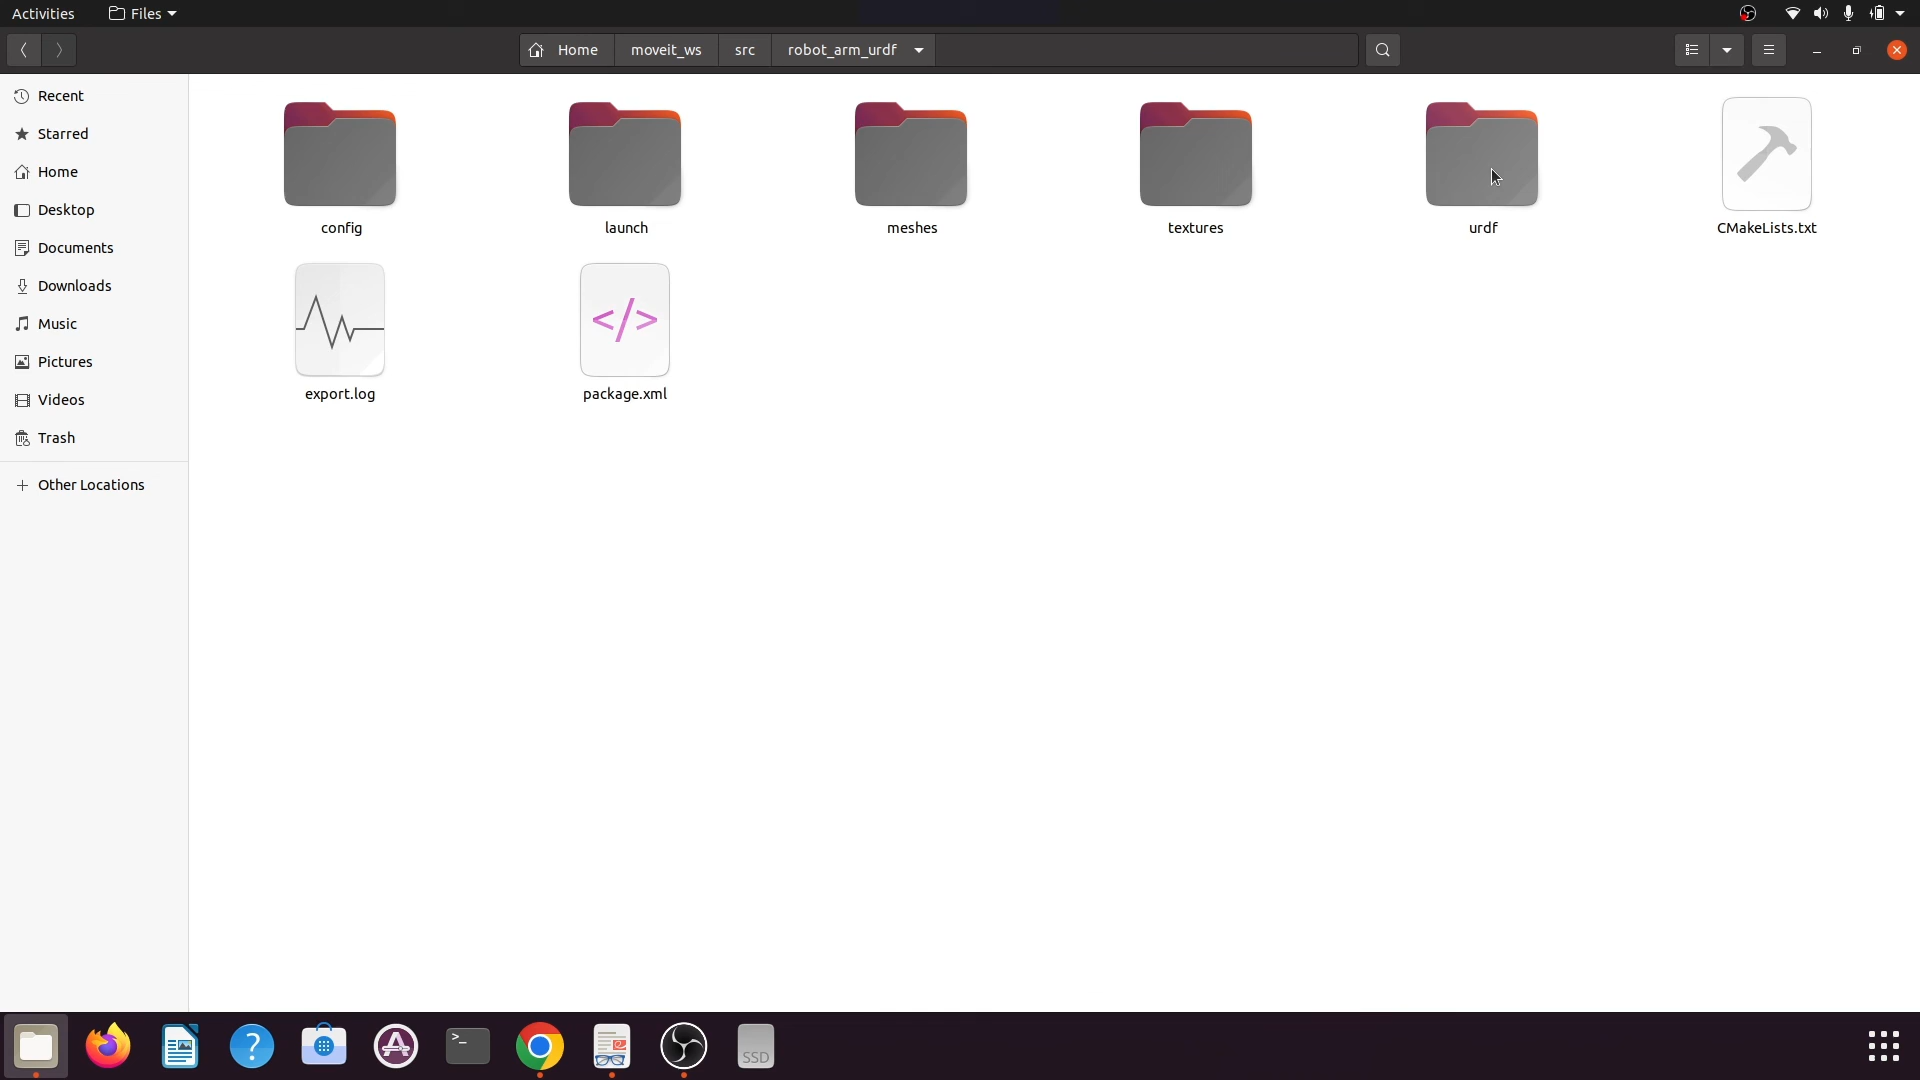 Activities
Files
Home
moveit_ws
src
robot_arm_urdf
Recent
Starred
Home
Desktop
Documents
Downloads
Music
Pictures
Videos
Trash
Other Locations
config
launch
meshes
textures
urdf
CMakeLists.txt
</>
export.log
package.xml
?
>_
SSD